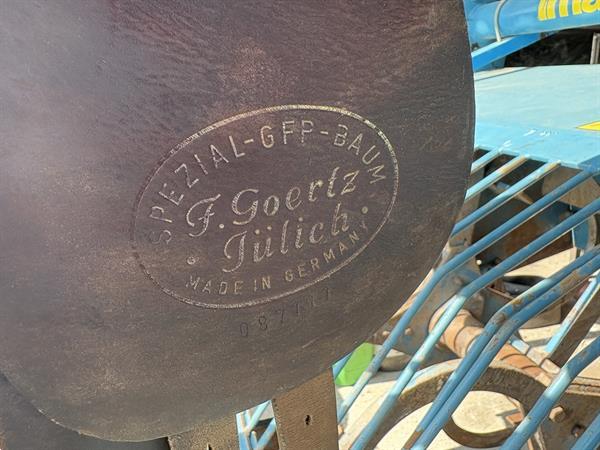 SPEZIAL-GFP-BAUM
F. Goertz
Jülich
MADE IN GERMANY